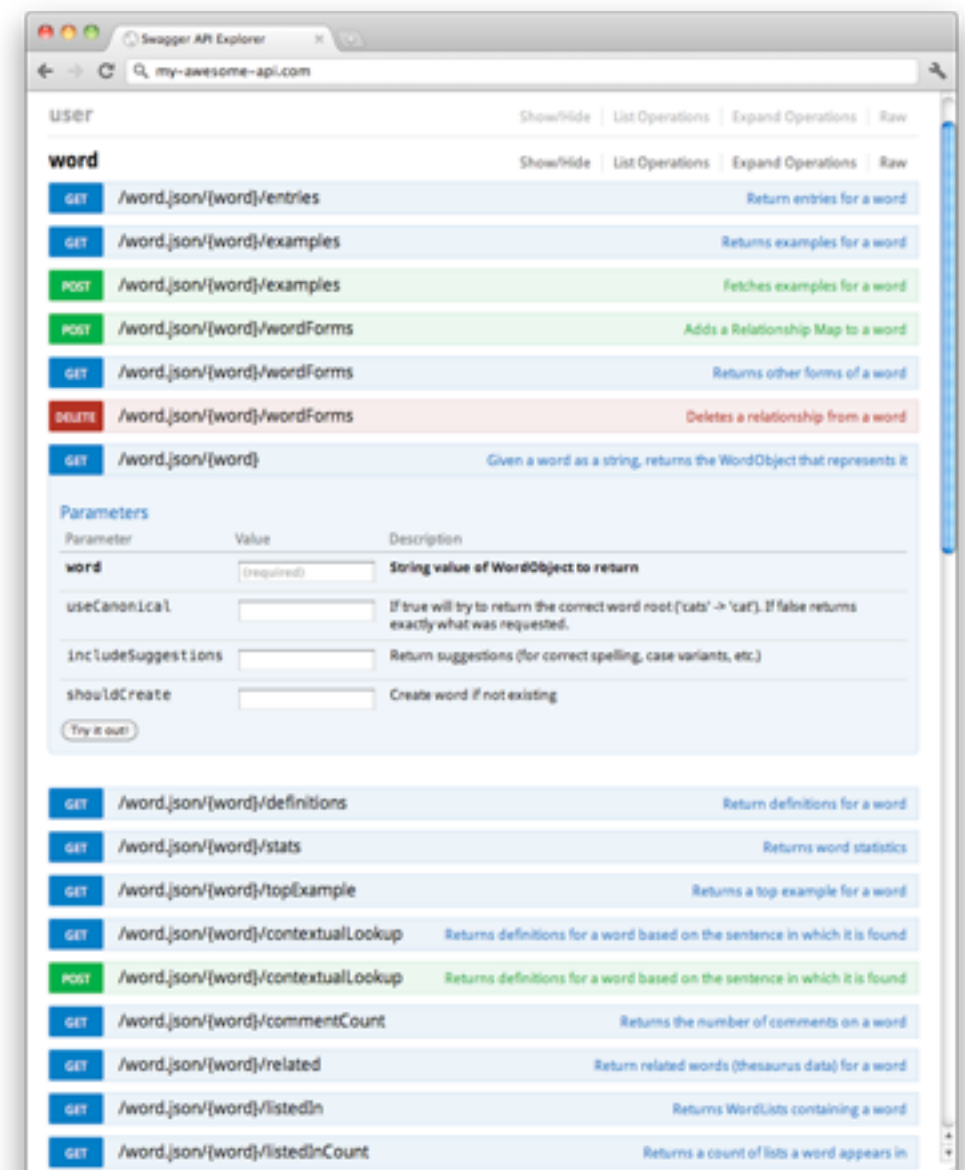 Swagger API Explorer
my-awesome-api.com
user Show/Hide List Operations Expand Operations Raw
word Show/Hide List Operations Expand Operations Raw
GET /word.json/{word}/entries Return entries for a word
GET /word.json/{word}/examples Returns examples for a word
POST /word.json/{word}/examples Fetches examples for a word
POST /word.json/{word}/wordForms Adds a Relationship Map to a word
GET /word.json/{word}/wordForms Returns other forms of a word
DELETE /word.json/{word}/wordForms Deletes a relationship from a word
GET /word.json/{word} Given a word as a string, returns the WordObject that represents it
Parameters
Parameter Value Description
word (required) String value of WordObject to return
useCanonical If true will try to return the correct word root ('cats' -> 'cat'). If false returns
exactly what was requested.
includeSuggestions Return suggestions (for correct spelling, case variants, etc.)
shouldCreate Create word if not existing
Try it out!
GET /word.json/{word}/definitions Return definitions for a word
GET /word.json/{word}/stats Returns word statistics
GET /word.json/{word}/topExample Returns a top example for a word
GET /word.json/{word}/contextualLookup Returns definitions for a word based on the sentence in which it is found
POST /word.json/{word}/contextualLookup Returns definitions for a word based on the sentence in which it is found
GET /word.json/{word}/commentCount Returns the number of comments on a word
GET /word.json/{word}/related Return related words (thesaurus data) for a word
GET /word.json/{word}/listedIn Returns WordLists containing a word
GET /word.json/{word}/listedInCount Returns a count of lists a word appears in